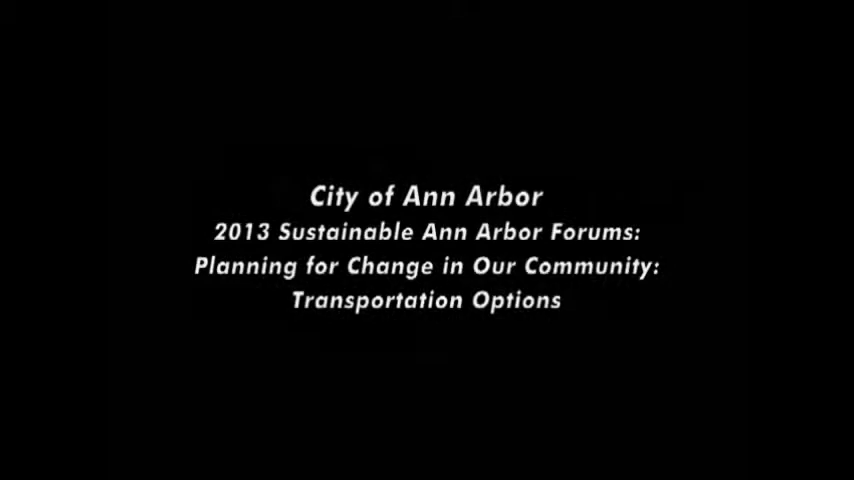 City of Ann Arbor
2013 Sustainable Ann Arbor Forums:
Planning for Change in Our Community:
Transportation Options